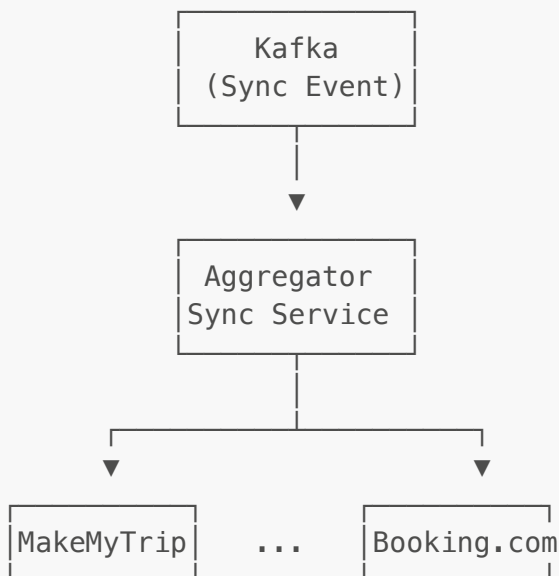 Kafka
(Sync Event)
Aggregator
Sync Service
MakeMyTrip ... Booking.com